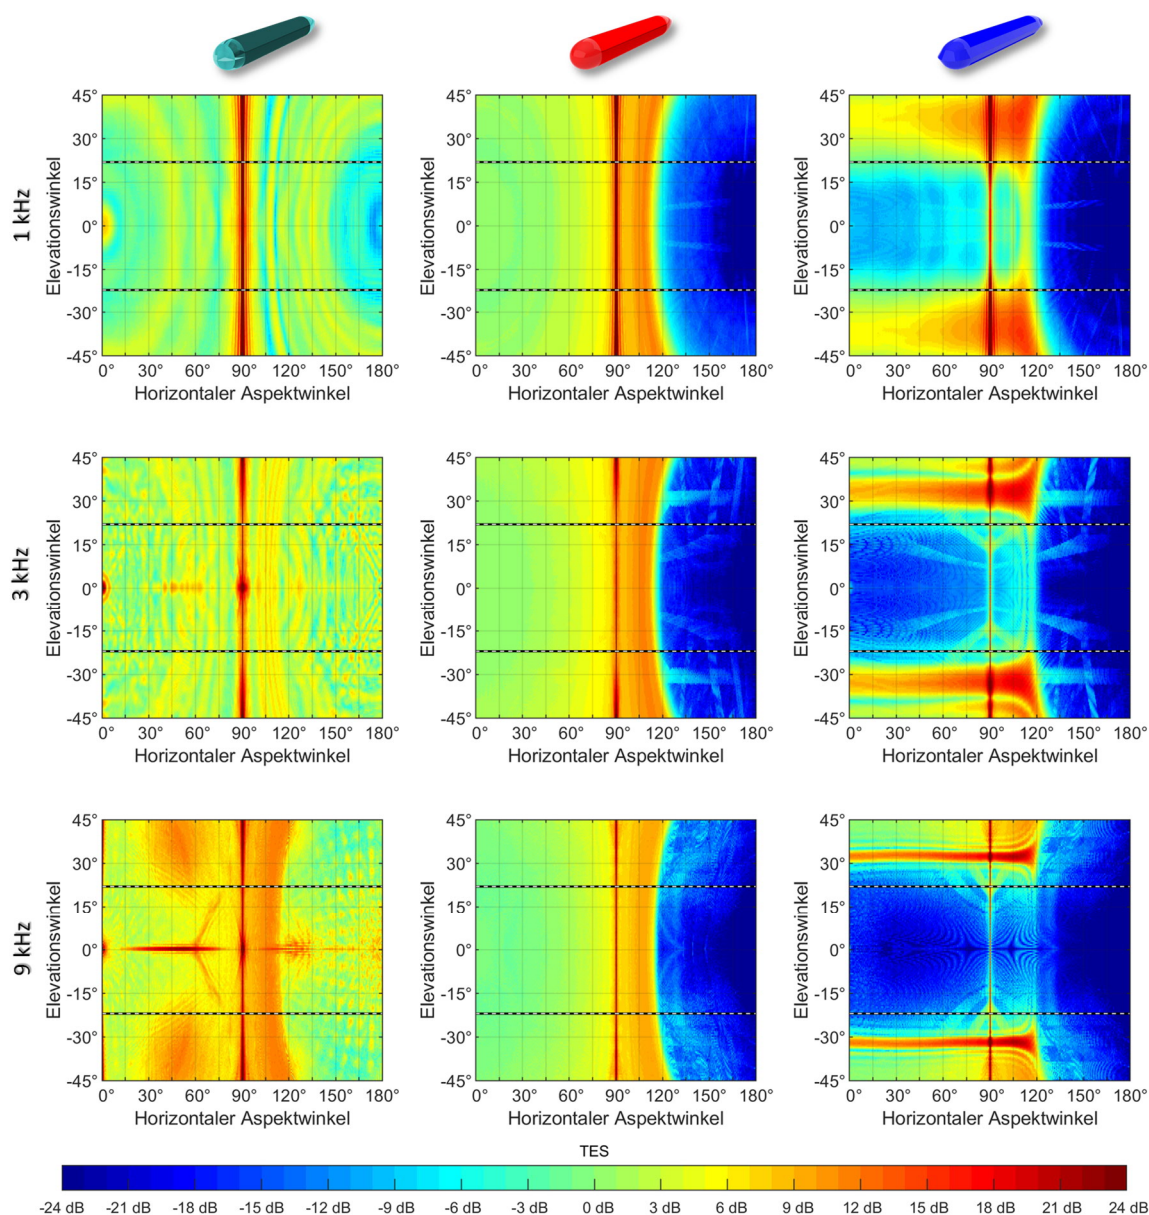 45° 45° 45°
30° 30° 30°
15° 15° 15°
1 kHz Elevationswinkel 0° Elevationswinkel 0° Elevationswinkel 0°
-15° -15° -15°
-30° -30° -30°
-45° -45° -45°
0° 30° 60° 90° 120° 150° 180° 0° 30° 60° 90° 120° 150° 180° 0° 30° 60° 90° 120° 150° 180°
Horizontaler Aspektwinkel Horizontaler Aspektwinkel Horizontaler Aspektwinkel
45° 45° 45°
30° 30° 30°
15° 15° 15°
3 kHz Elevationswinkel 0° Elevationswinkel 0° Elevationswinkel 0°
-15° -15° -15°
-30° -30° -30°
-45° -45° -45°
0° 30° 60° 90° 120° 150° 180° 0° 30° 60° 90° 120° 150° 180° 0° 30° 60° 90° 120° 150° 180°
Horizontaler Aspektwinkel Horizontaler Aspektwinkel Horizontaler Aspektwinkel
45° 45° 45°
30° 30° 30°
15° 15° 15°
9 kHz Elevationswinkel 0° Elevationswinkel 0° Elevationswinkel 0°
-15° -15° -15°
-30° -30° -30°
-45° -45° -45°
0° 30° 60° 90° 120° 150° 180° 0° 30° 60° 90° 120° 150° 180° 0° 30° 60° 90° 120° 150° 180°
Horizontaler Aspektwinkel Horizontaler Aspektwinkel Horizontaler Aspektwinkel
TES
-24 dB -21 dB -18 dB -15 dB -12 dB -9 dB -6 dB -3 dB 0 dB 3 dB 6 dB 9 dB 12 dB 15 dB 18 dB 21 dB 24 dB